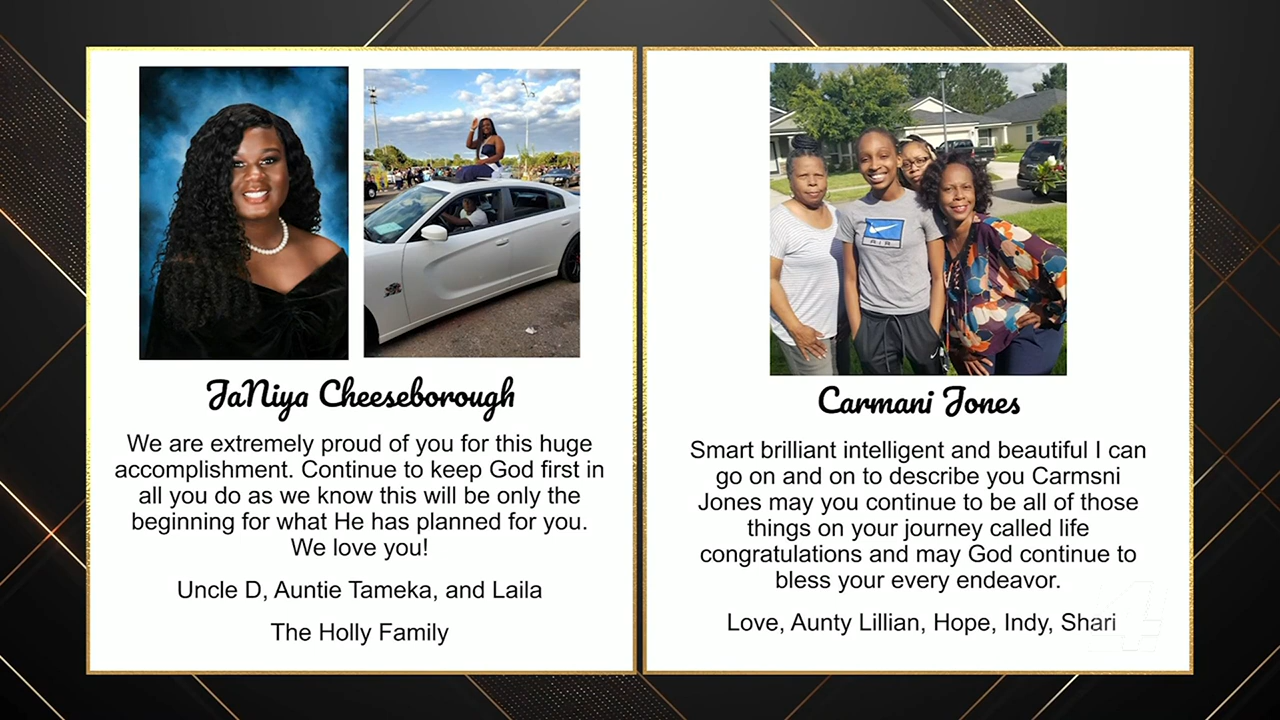 JaNiya Cheeseborough
We are extremely proud of you for this huge
accomplishment. Continue to keep God first in
all you do as we know this will be only the
beginning for what He has planned for you.
We love you!
Uncle D, Auntie Tameka, and Laila
The Holly Family
AIR
Carmani Jones
Smart brilliant intelligent and beautiful I can
go on and on to describe you Carmsni
Jones may you continue to be all of those
things on your journey called life
congratulations and may God continue to
bless your every endeavor.
Love, Aunty Lillian, Hope, Indy, Shari
4